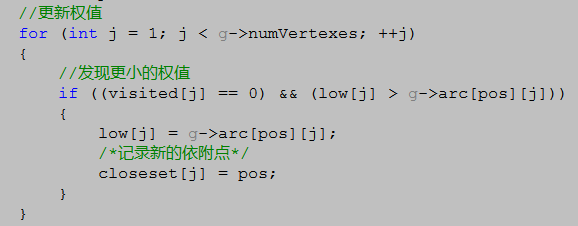 //更新权值
for (int j = 1; j < g->numVertexes; ++j)
{
//发现更小的权值
if ((visited[j] == 0) && (low[j] > g->arc[pos][j]))
{
low[j] = g->arc[pos][j];
/*记录新的依附点*/
closeset[j] = pos;
}
}